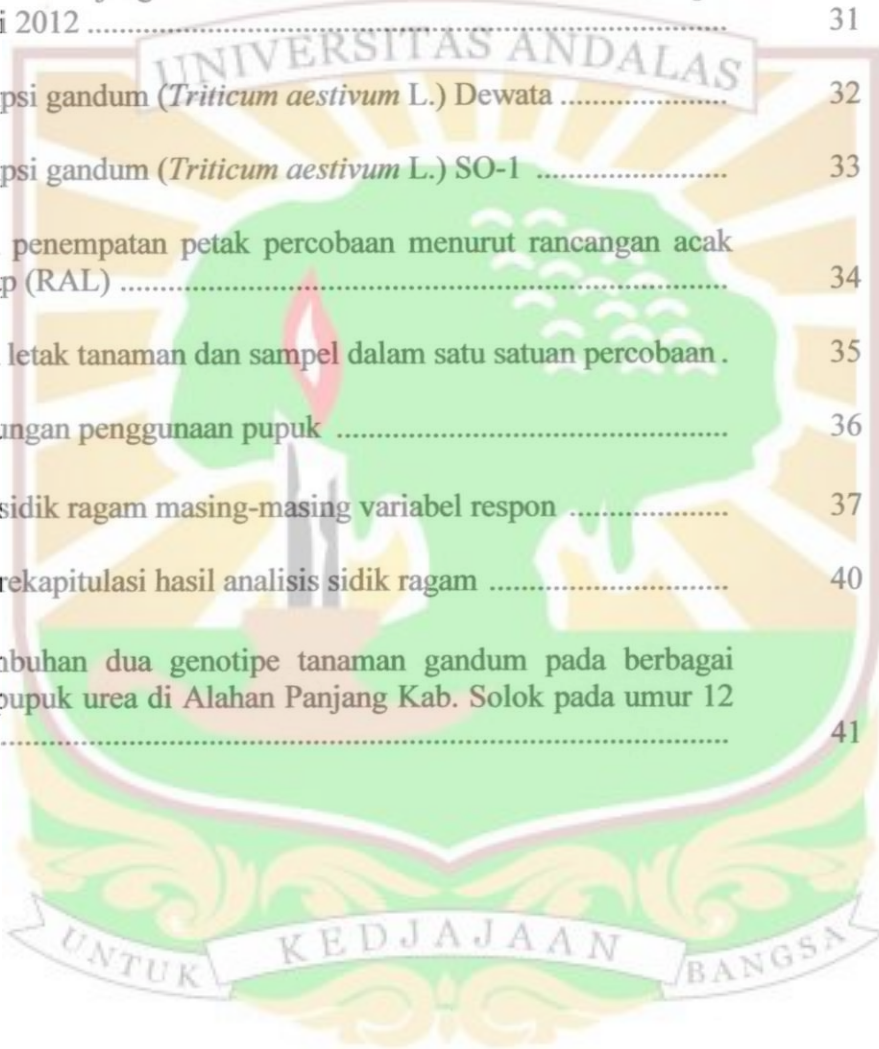 i 2012 ........................................................................ 31
UNIVERSITAS ANDALAS
psi gandum (Triticum aestivum L.) Dewata ................... 32
psi gandum (Triticum aestivum L.) SO-1 ...................... 33
penempatan petak percobaan menurut rancangan acak
p (RAL) ..................................................................... 34
letak tanaman dan sampel dalam satu satuan percobaan . 35
ungan penggunaan pupuk ............................................ 36
sidik ragam masing-masing variabel respon .................. 37
rekapitulasi hasil analisis sidik ragam ........................... 40
nbuhan dua genotipe tanaman gandum pada berbagai
pupuk urea di Alahan Panjang Kab. Solok pada umur 12
................................................................................ 41
UNTUK KEDJAJAAN BANGSA